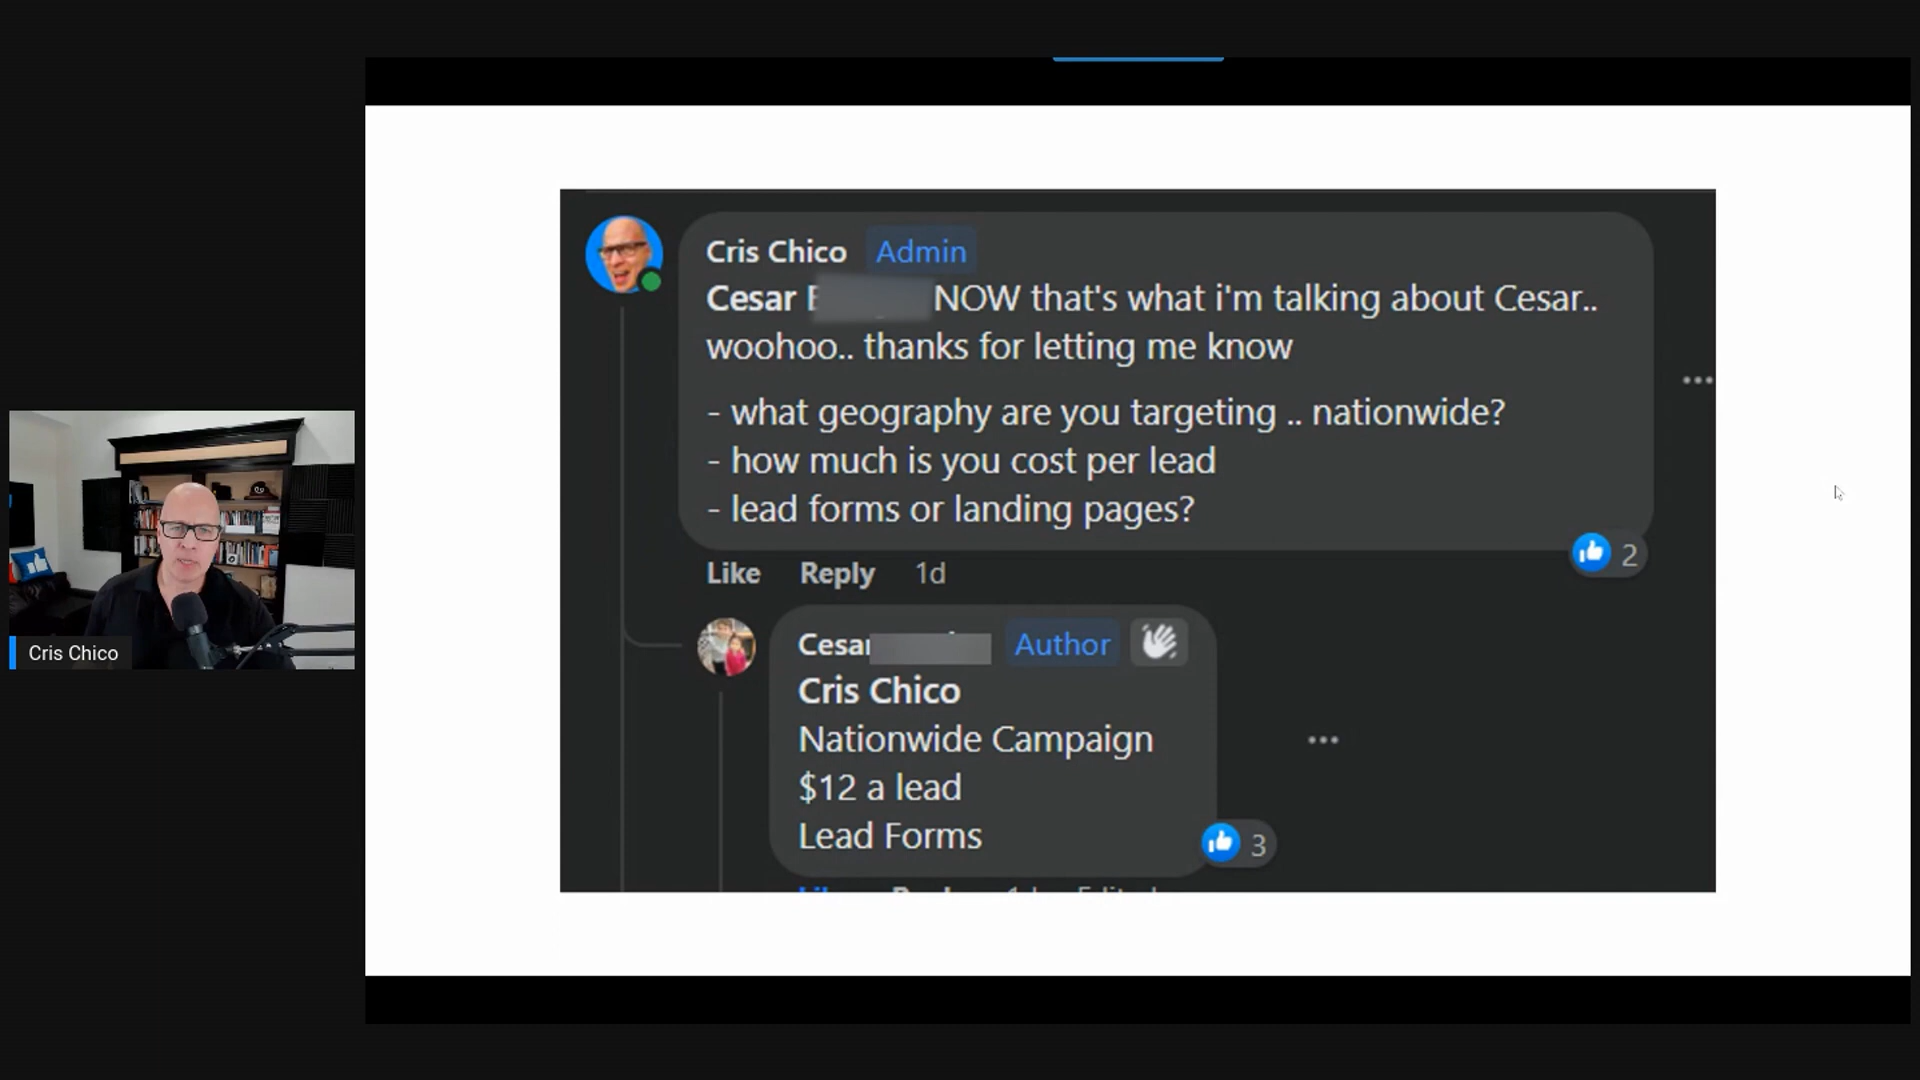 Cris Chico Admin
Cesar NOW that's what i'm talking about Cesar..
woohoo.. thanks for letting me know
- what geography are you targeting .. nationwide?
- how much is you cost per lead
- lead forms or landing pages?
2
Like Reply 1d
Cesar Author
Cris Chico
Nationwide Campaign
$12 a lead
Lead Forms
3
Cris Chico